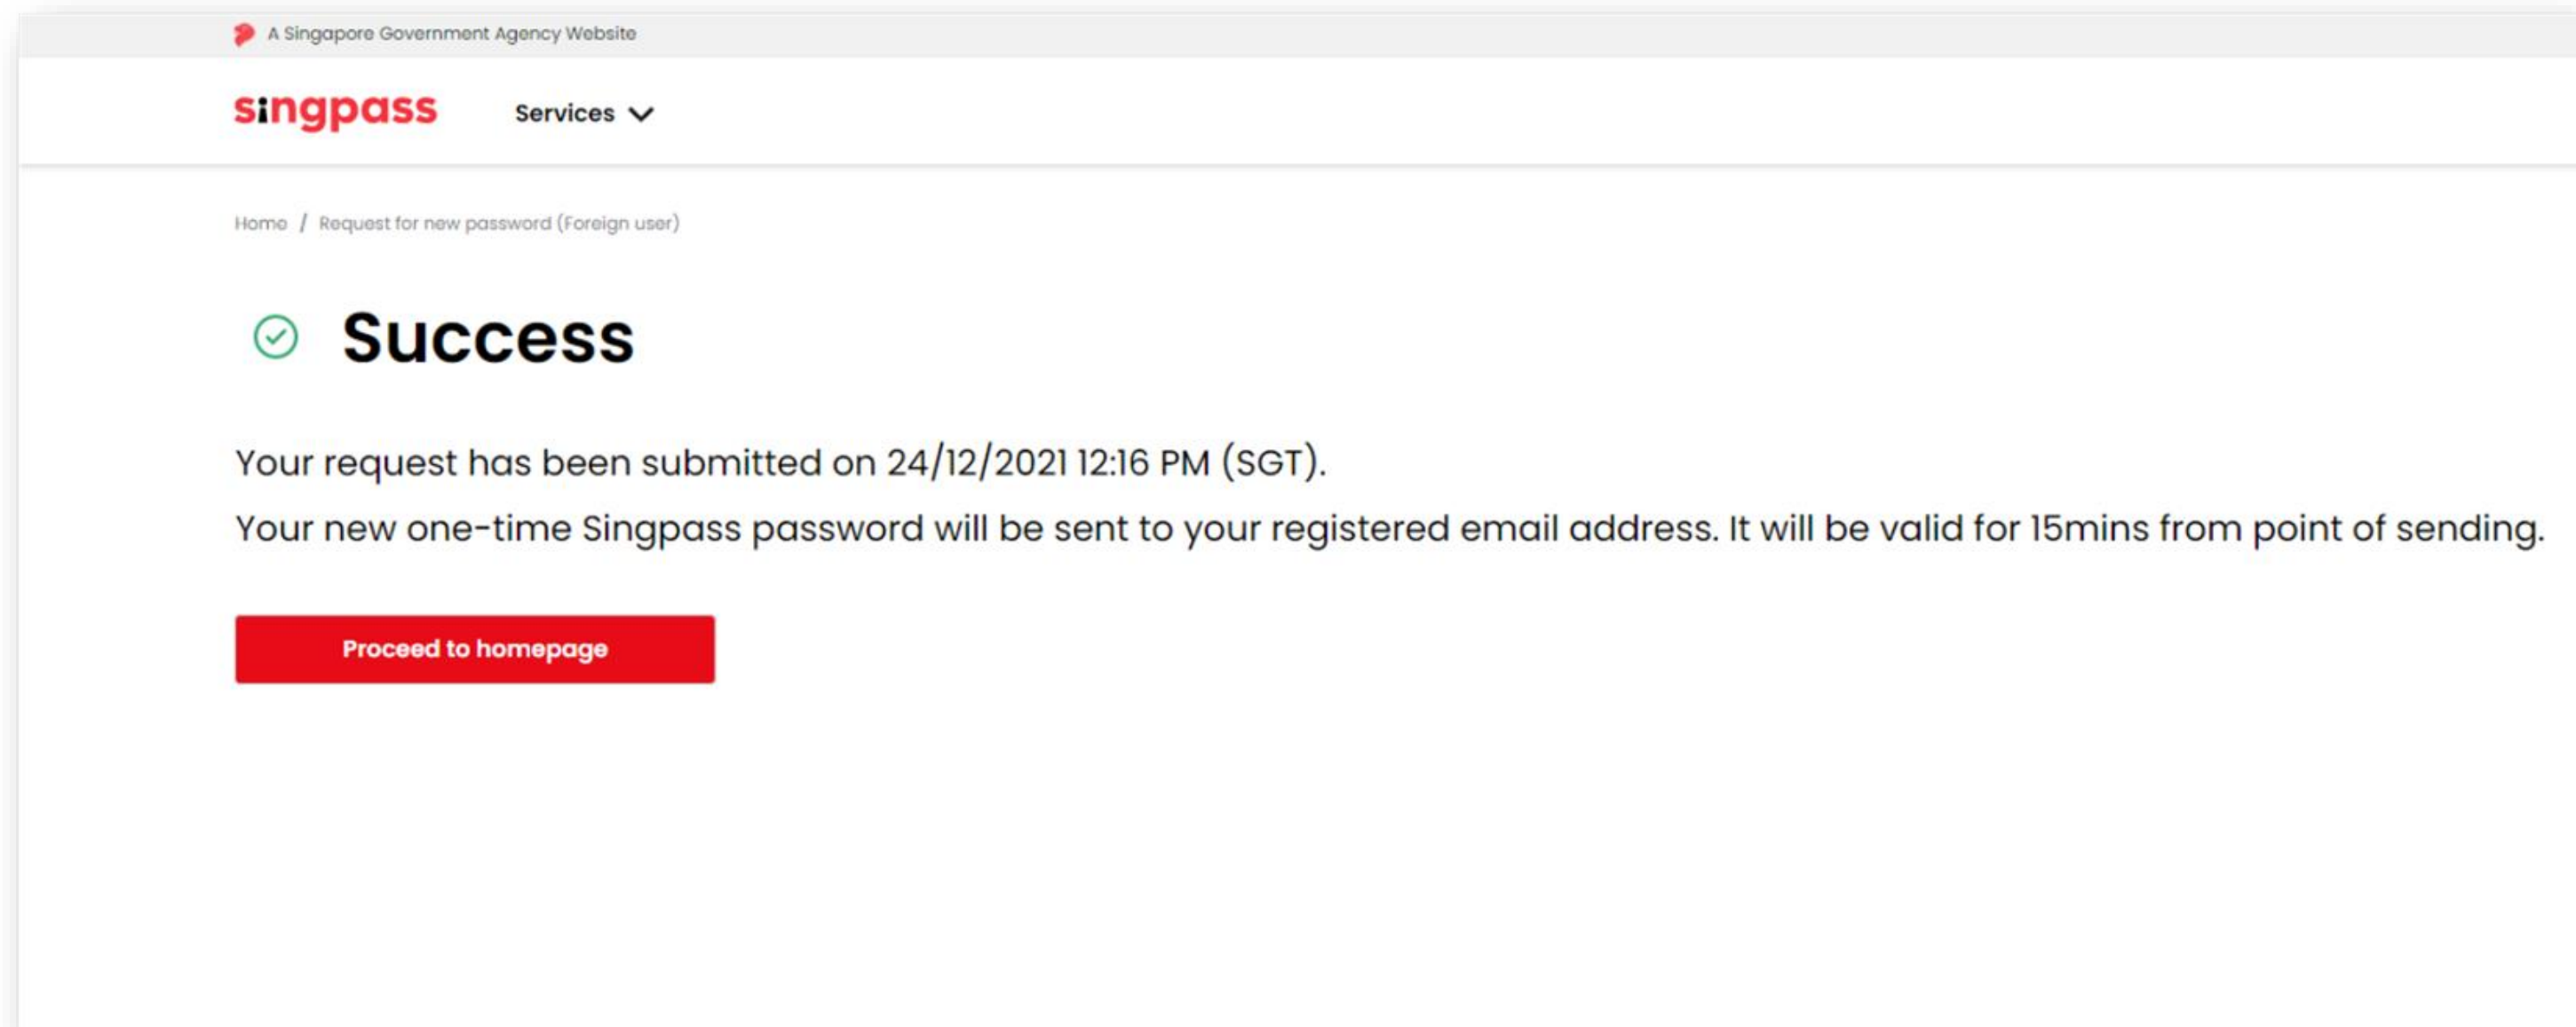 A Singapore Government Agency Website
singpass Services
Home / Request for new password (Foreign user)
Success
Your request has been submitted on 24/12/2021 12:16 PM (SGT).
Your new one-time Singpass password will be sent to your registered email address. It will be valid for 15mins from point of sending.
Proceed to homepage